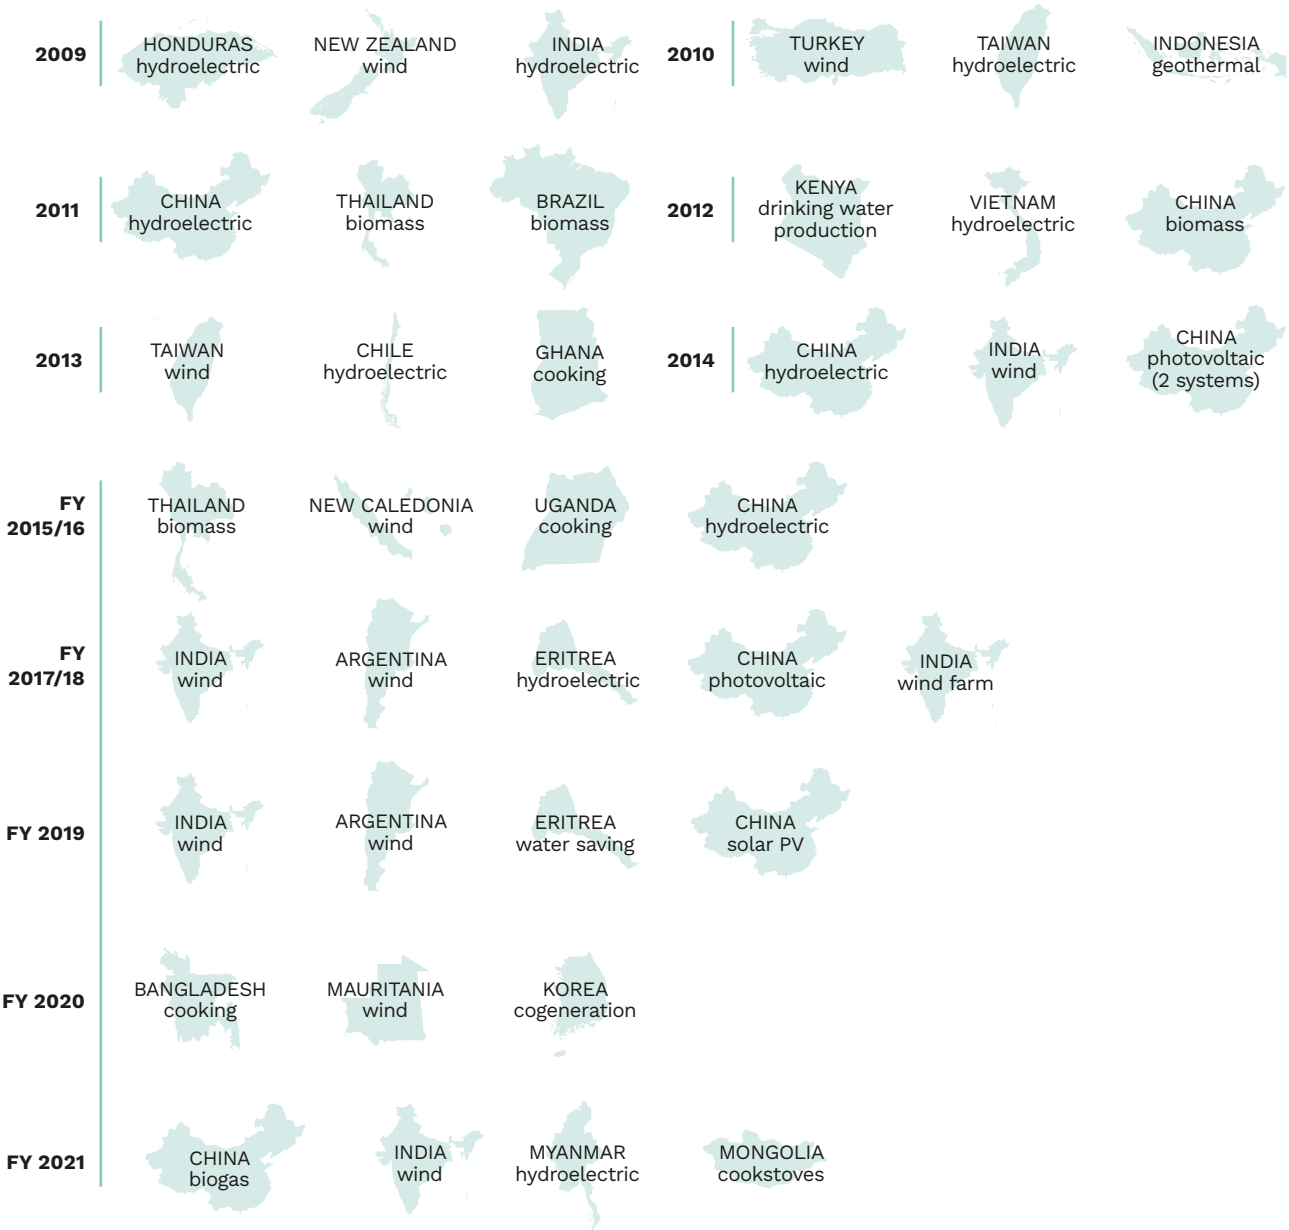 2009
HONDURAS
hydroelectric
NEW ZEALAND
wind
INDIA
hydroelectric
2010
TURKEY
wind
TAIWAN
hydroelectric
INDONESIA
geothermal
2011
CHINA
hydroelectric
THAILAND
biomass
BRAZIL
biomass
2012
KENYA
drinking water
production
VIETNAM
hydroelectric
CHINA
biomass
2013
TAIWAN
wind
CHILE
hydroelectric
GHANA
cooking
2014
CHINA
hydroelectric
INDIA
wind
CHINA
photovoltaic
(2 systems)
FY
2015/16
THAILAND
biomass
NEW CALEDONIA
wind
UGANDA
cooking
CHINA
hydroelectric
FY
2017/18
INDIA
wind
ARGENTINA
wind
ERITREA
hydroelectric
CHINA
photovoltaic
INDIA
wind farm
FY 2019
INDIA
wind
ARGENTINA
wind
ERITREA
water saving
CHINA
solar PV
FY 2020
BANGLADESH
cooking
MAURITANIA
wind
KOREA
cogeneration
FY 2021
CHINA
biogas
INDIA
wind
MYANMAR
hydroelectric
MONGOLIA
cookstoves